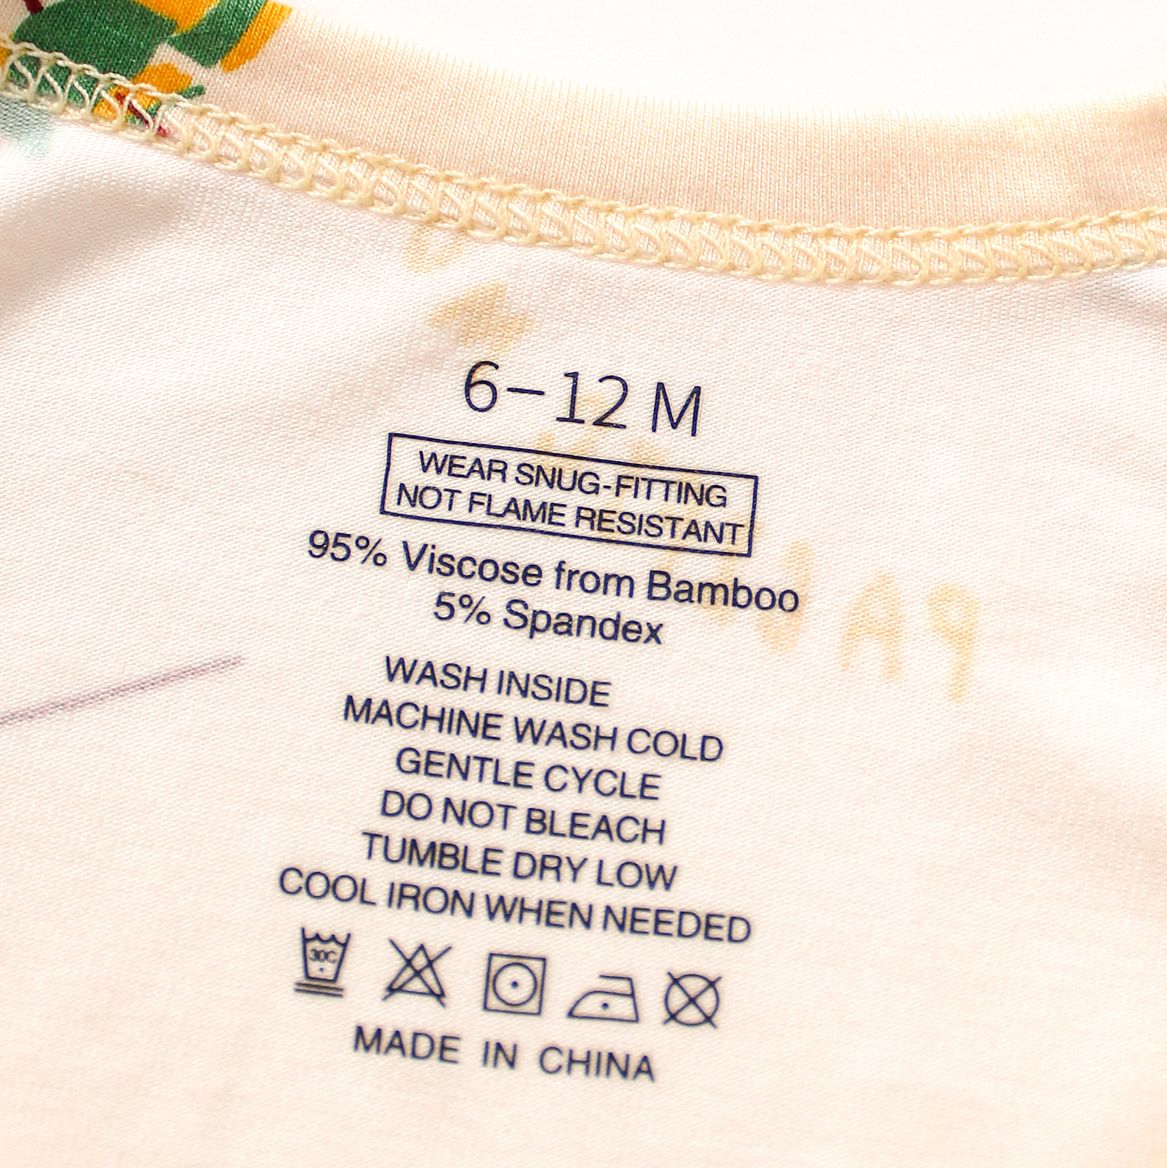 6-12 M
WEAR SNUG-FITTING
NOT FLAME RESISTANT
95% Viscose from Bamboo
5% Spandex
WASH INSIDE
MACHINE WASH COLD
GENTLE CYCLE
DO NOT BLEACH
TUMBLE DRY LOW
COOL IRON WHEN NEEDED
30C
MADE IN CHINA